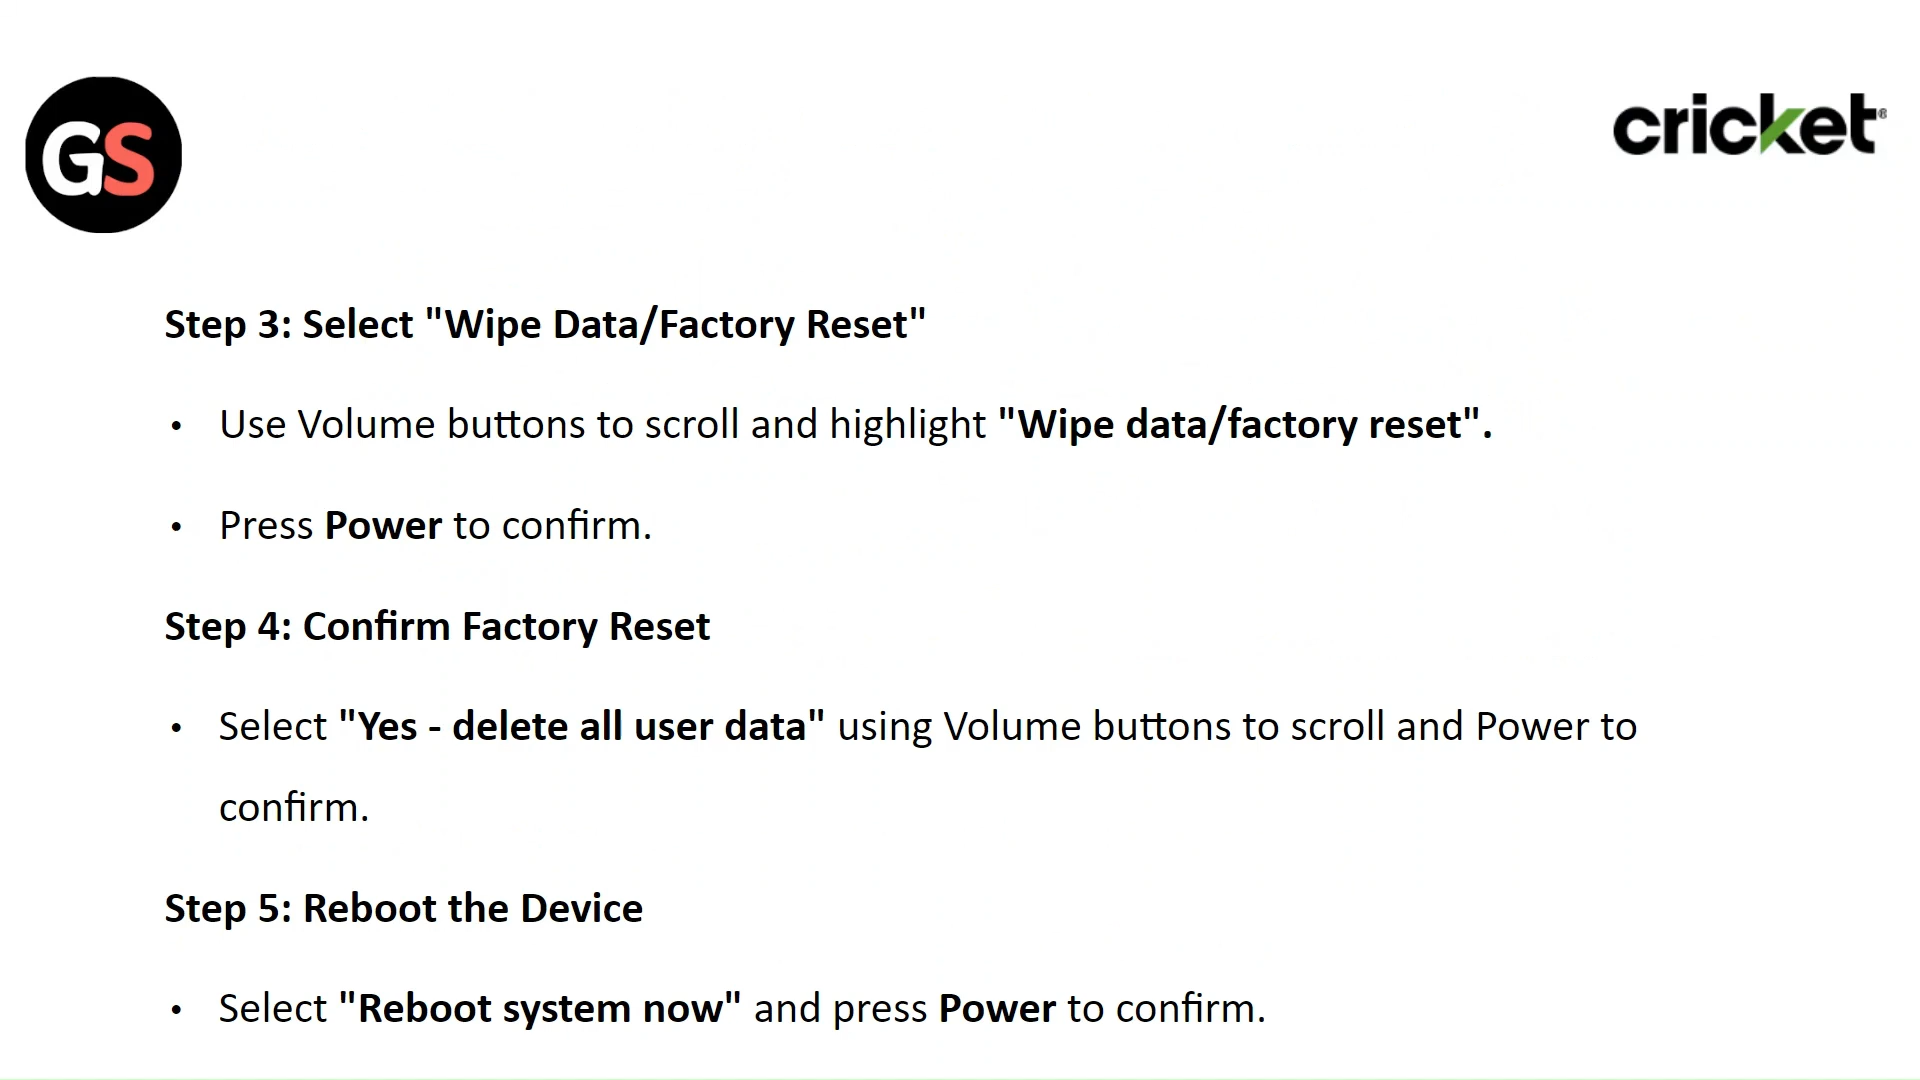 GS
cricket®
Step 3: Select "Wipe Data/Factory Reset"
• Use Volume buttons to scroll and highlight "Wipe data/factory reset".
• Press Power to confirm.
Step 4: Confirm Factory Reset
• Select "Yes - delete all user data" using Volume buttons to scroll and Power to
confirm.
Step 5: Reboot the Device
• Select "Reboot system now" and press Power to confirm.